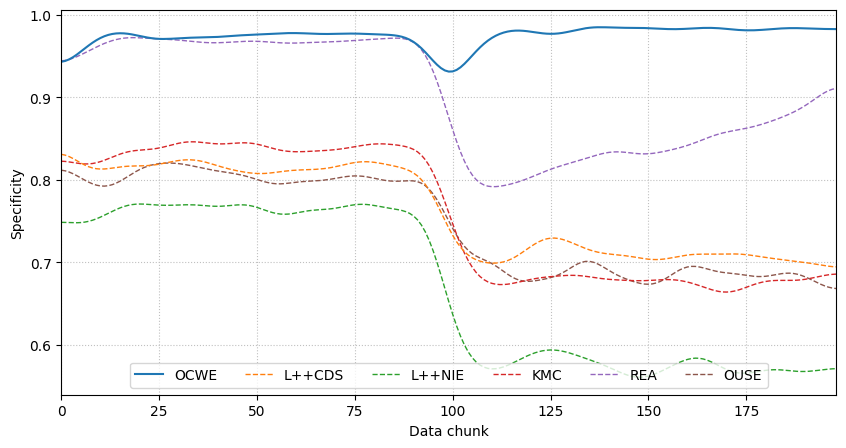 1.0
0.9
0.8
0.7
0.6
Specificity
OCWE L++CDS L++NIE KMC REA OUSE
0 25 50 75 100 125 150 175
Data chunk